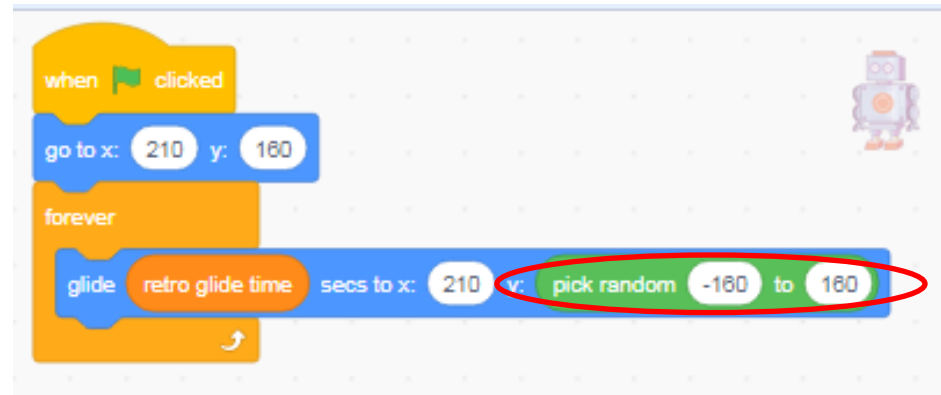 when clicked
go to x: 210 y: 160
forever
glide retro glide time secs to x: 210 y: pick random -160 to 160